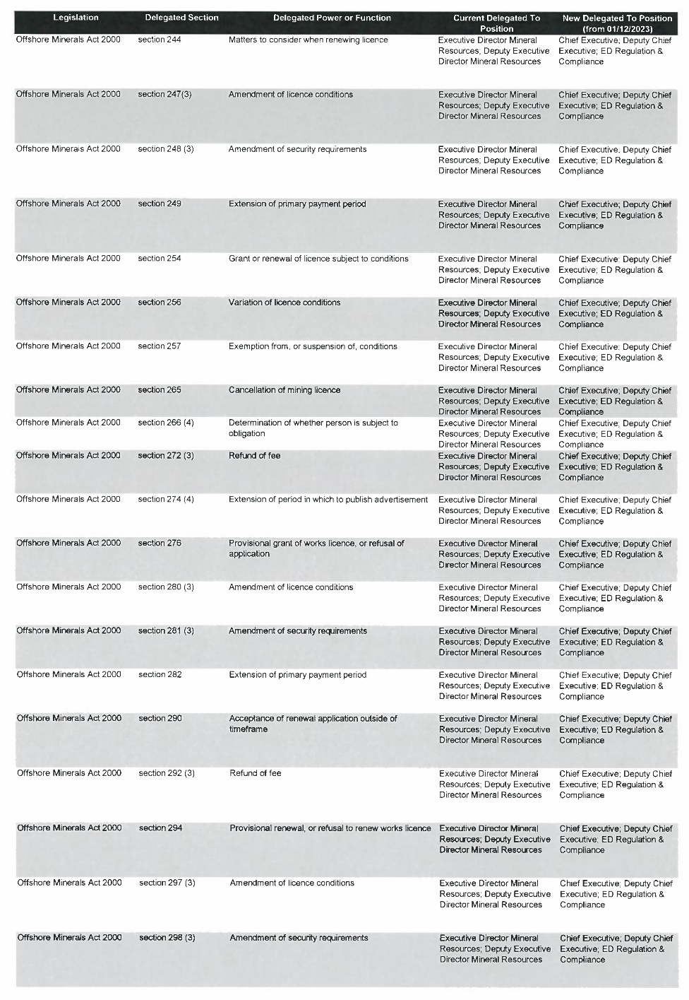 Legislation Delegated Section Delegated Power or Function Current Delegated To Position New Delegated To Position (from 01/12/2023)
Offshore Minerals Act 2000 section 244 Matters to consider when renewing licence Executive Director Mineral Chief Executive; Deputy Chief
Resources; Deputy Executive Executive; ED Regulation &
Director Mineral Resources Compliance
Offshore Minerals Act 2000 section 247(3) Amendment of licence conditions Executive Director Mineral Chief Executive; Deputy Chief
Resources; Deputy Executive Executive; ED Regulation &
Director Mineral Resources Compliance
Offshore Minerals Act 2000 section 248 (3) Amendment of security requirements Executive Director Mineral Chief Executive; Deputy Chief
Resources; Deputy Executive Executive; ED Regulation &
Director Mineral Resources Compliance
Offshore Minerals Act 2000 section 249 Extension of primary payment period Executive Director Mineral Chief Executive; Deputy Chief
Resources; Deputy Executive Executive; ED Regulation &
Director Mineral Resources Compliance
Offshore Minerals Act 2000 section 254 Grant or renewal of licence subject to conditions Executive Director Mineral Chief Executive; Deputy Chief
Resources; Deputy Executive Executive; ED Regulation &
Director Mineral Resources Compliance
Offshore Minerals Act 2000 section 256 Variation of licence conditions Executive Director Mineral Chief Executive; Deputy Chief
Resources; Deputy Executive Executive; ED Regulation &
Director Mineral Resources Compliance
Offshore Minerals Act 2000 section 257 Exemption from, or suspension of, conditions Executive Director Mineral Chief Executive; Deputy Chief
Resources; Deputy Executive Executive; ED Regulation &
Director Mineral Resources Compliance
Offshore Minerals Act 2000 section 265 Cancellation of mining licence Executive Director Mineral Chief Executive; Deputy Chief
Resources; Deputy Executive Executive; ED Regulation &
Director Mineral Resources Compliance
Offshore Minerals Act 2000 section 266 (4) Determination of whether person is subject to Executive Director Mineral Chief Executive; Deputy Chief
obligation Resources; Deputy Executive Executive; ED Regulation &
Director Mineral Resources Compliance
Offshore Minerals Act 2000 section 272 (3) Refund of fee Executive Director Mineral Chief Executive; Deputy Chief
Resources; Deputy Executive Executive; ED Regulation &
Director Mineral Resources Compliance
Offshore Minerals Act 2000 section 274 (4) Extension of period in which to publish advertisement Executive Director Mineral Chief Executive; Deputy Chief
Resources; Deputy Executive Executive; ED Regulation &
Director Mineral Resources Compliance
Offshore Minerals Act 2000 section 276 Provisional grant of works licence, or refusal of Executive Director Mineral Chief Executive; Deputy Chief
application Resources; Deputy Executive Executive; ED Regulation &
Director Mineral Resources Compliance
Offshore Minerals Act 2000 section 280 (3) Amendment of licence conditions Executive Director Mineral Chief Executive; Deputy Chief
Resources; Deputy Executive Executive; ED Regulation &
Director Mineral Resources Compliance
Offshore Minerals Act 2000 section 281 (3) Amendment of security requirements Executive Director Mineral Chief Executive; Deputy Chief
Resources; Deputy Executive Executive; ED Regulation &
Director Mineral Resources Compliance
Offshore Minerals Act 2000 section 282 Extension of primary payment period Executive Director Mineral Chief Executive; Deputy Chief
Resources; Deputy Executive Executive; ED Regulation &
Director Mineral Resources Compliance
Offshore Minerals Act 2000 section 290 Acceptance of renewal application outside of Executive Director Mineral Chief Executive; Deputy Chief
timeframe Resources; Deputy Executive Executive; ED Regulation &
Director Mineral Resources Compliance
Offshore Minerals Act 2000 section 292 (3) Refund of fee Executive Director Mineral Chief Executive; Deputy Chief
Resources; Deputy Executive Executive; ED Regulation &
Director Mineral Resources Compliance
Offshore Minerals Act 2000 section 294 Provisional renewal, or refusal to renew works licence Executive Director Mineral Chief Executive; Deputy Chief
Resources; Deputy Executive Executive; ED Regulation &
Director Mineral Resources Compliance
Offshore Minerals Act 2000 section 297 (3) Amendment of licence conditions Executive Director Mineral Chief Executive; Deputy Chief
Resources; Deputy Executive Executive; ED Regulation &
Director Mineral Resources Compliance
Offshore Minerals Act 2000 section 298 (3) Amendment of security requirements Executive Director Mineral Chief Executive; Deputy Chief
Resources; Deputy Executive Executive; ED Regulation &
Director Mineral Resources Compliance